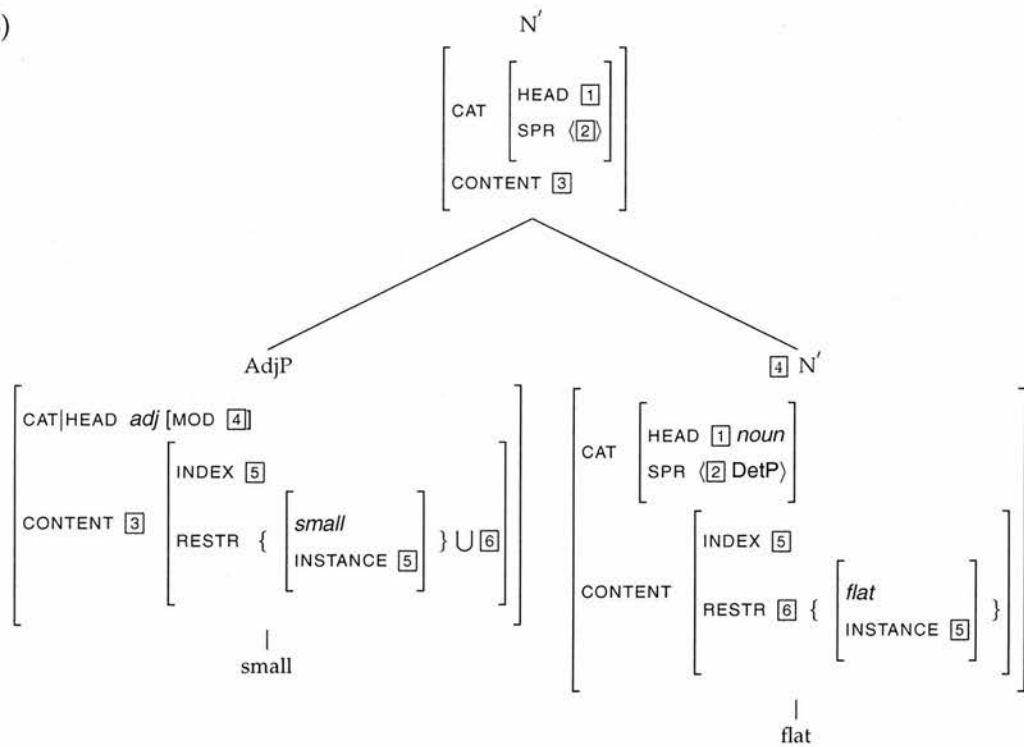 )
N′
HEAD 1
CAT
SPR ⟨2⟩
CONTENT 3
AdjP
CAT|HEAD adj [MOD 4]
INDEX 5
CONTENT 3
small
RESTR { } ∪ 6
INSTANCE 5
small
4 N′
HEAD 1 noun
CAT
SPR ⟨2 DetP⟩
INDEX 5
CONTENT
flat
RESTR 6 { }
INSTANCE 5
flat